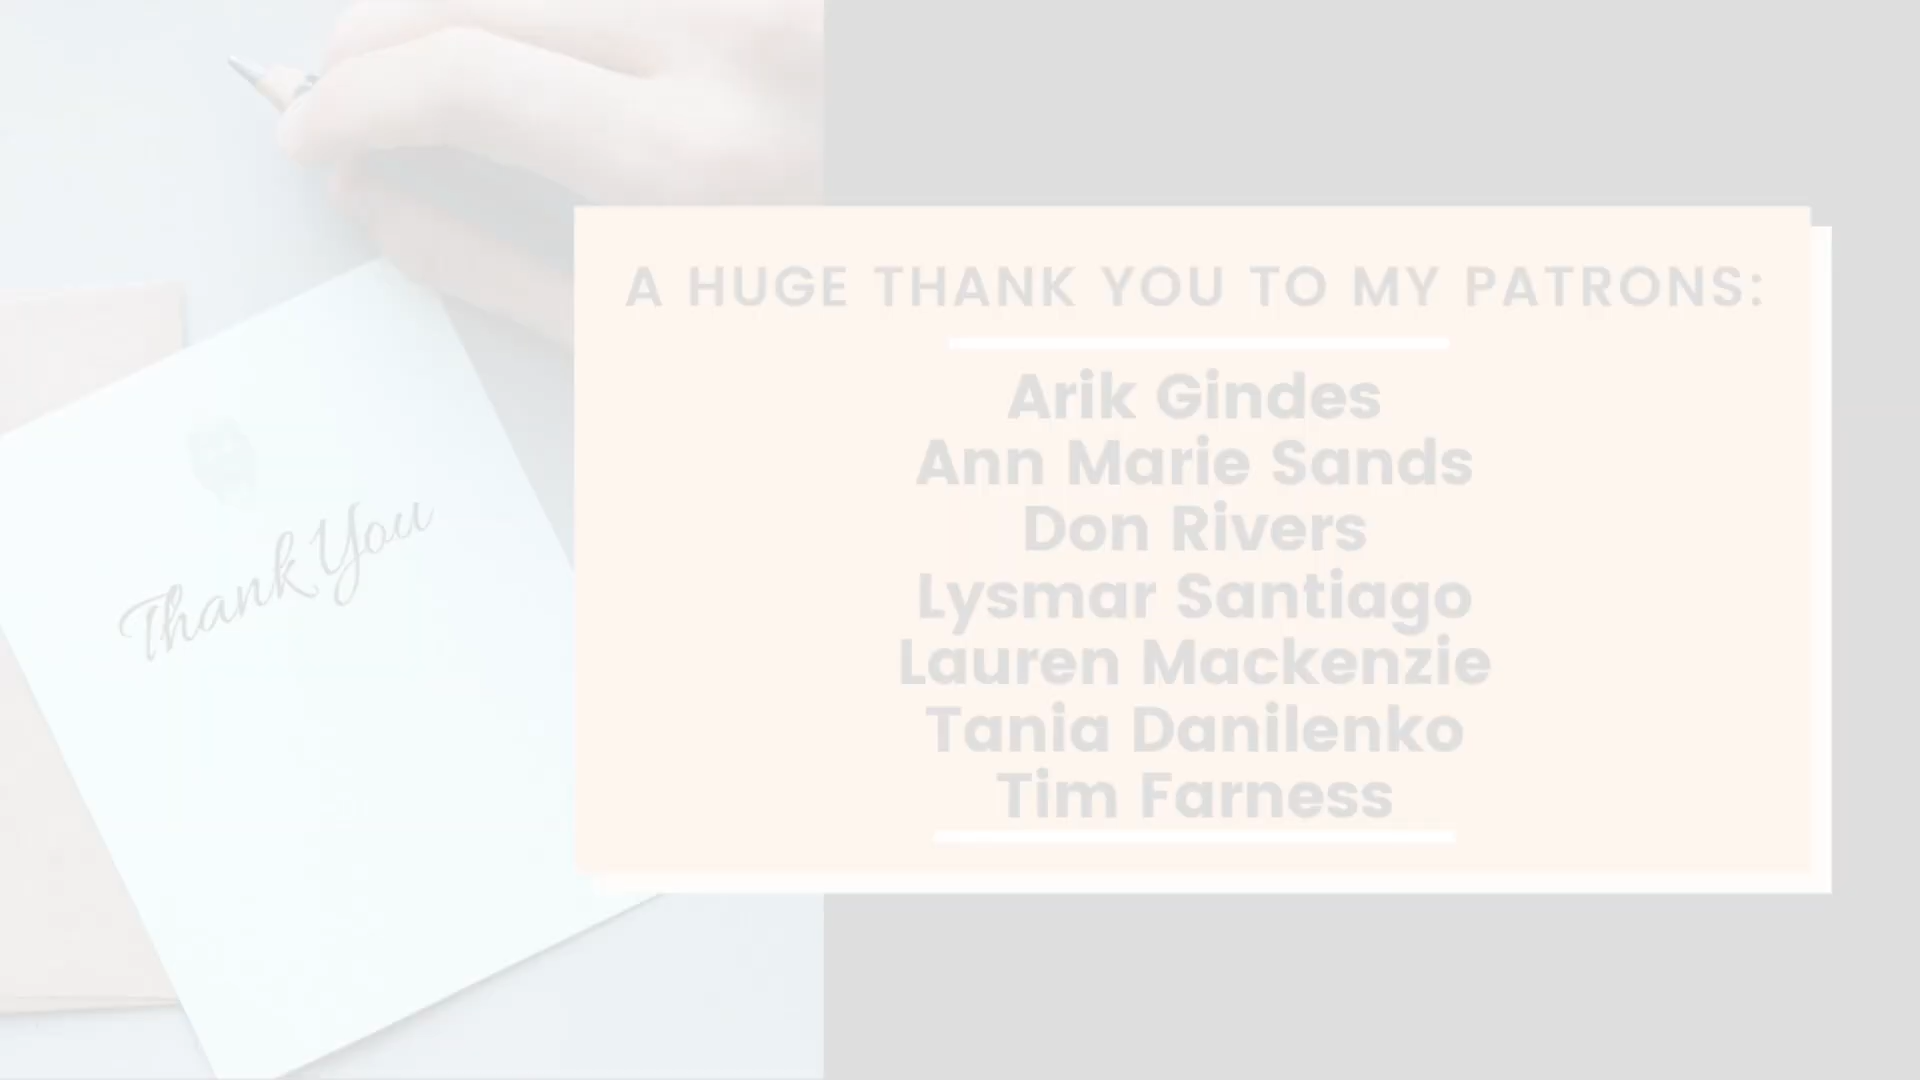 A HUGE THANK YOU TO MY PATRONS:
Arik Gindes
Ann Marie Sands
Don Rivers
Lysmar Santiago
Lauren Mackenzie
Tania Danilenko
Tim Farness
Thank You